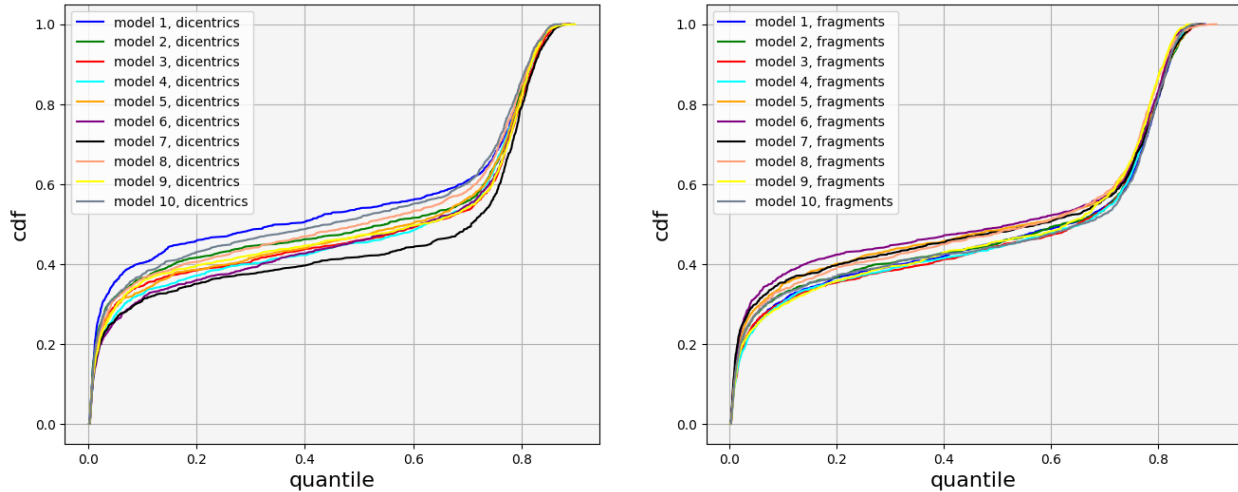 1.0
0.8
0.6
0.4
0.2
0.0
cdf
model 1, dicentrics
model 2, dicentrics
model 3, dicentrics
model 4, dicentrics
model 5, dicentrics
model 6, dicentrics
model 7, dicentrics
model 8, dicentrics
model 9, dicentrics
model 10, dicentrics
0.0 0.2 0.4 0.6 0.8
quantile
1.0
0.8
0.6
0.4
0.2
0.0
cdf
model 1, fragments
model 2, fragments
model 3, fragments
model 4, fragments
model 5, fragments
model 6, fragments
model 7, fragments
model 8, fragments
model 9, fragments
model 10, fragments
0.0 0.2 0.4 0.6 0.8
quantile